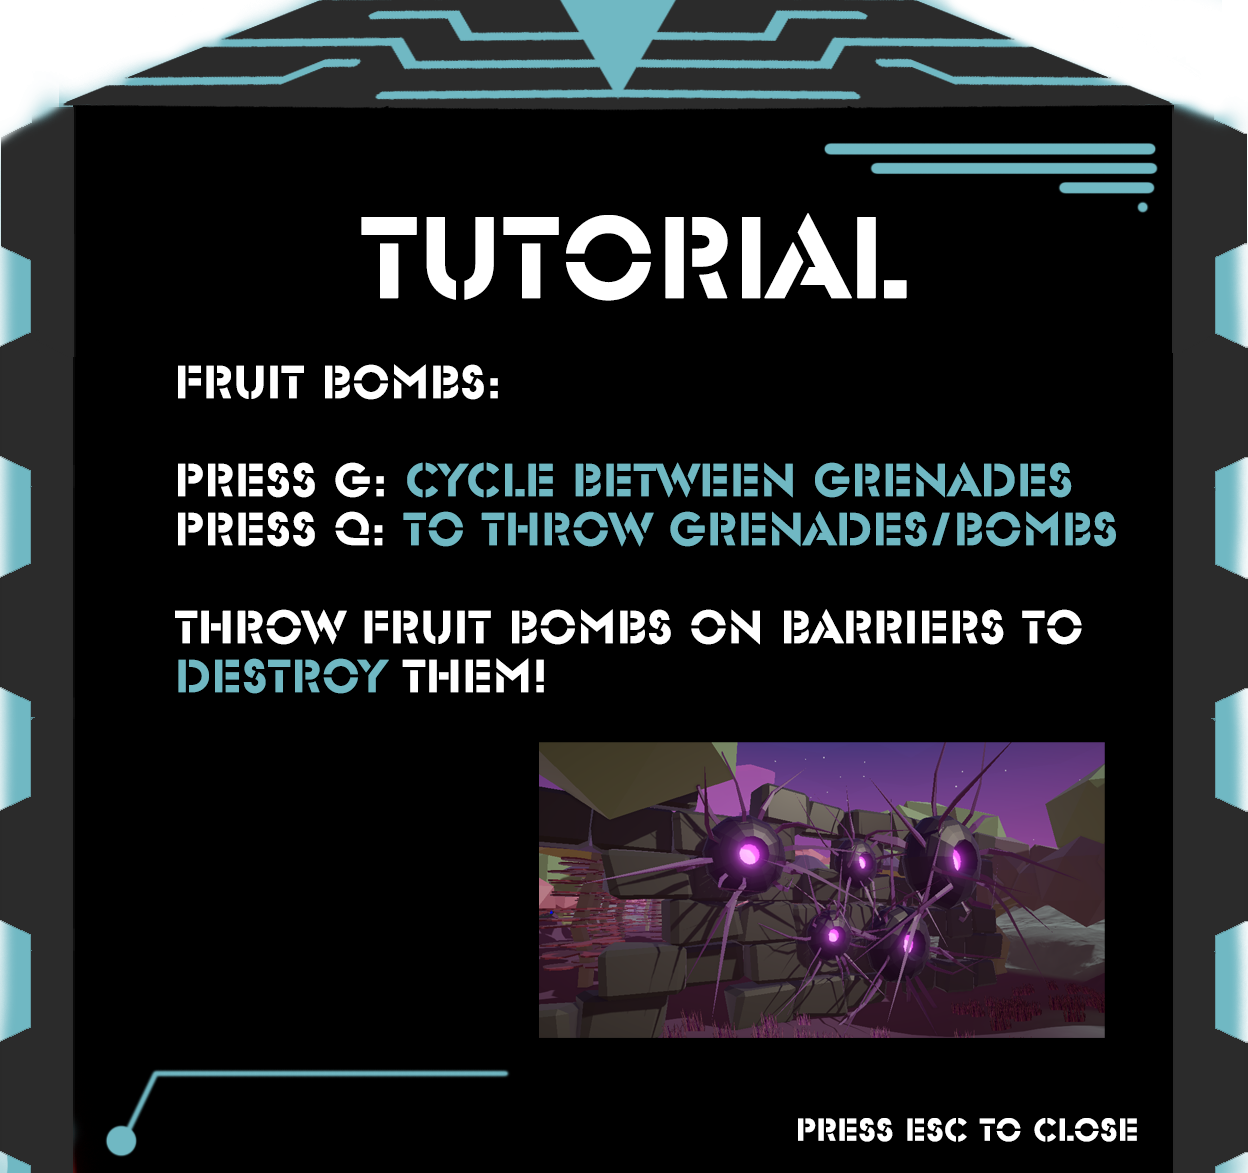 TUTORIAL
FRUIT BOMBS:
PRESS G: CYCLE BETWEEN GRENADES
PRESS Q: TO THROW GRENADES/BOMBS
THROW FRUIT BOMBS ON BARRIERS TO
DESTROY THEM!
PRESS ESC TO CLOSE